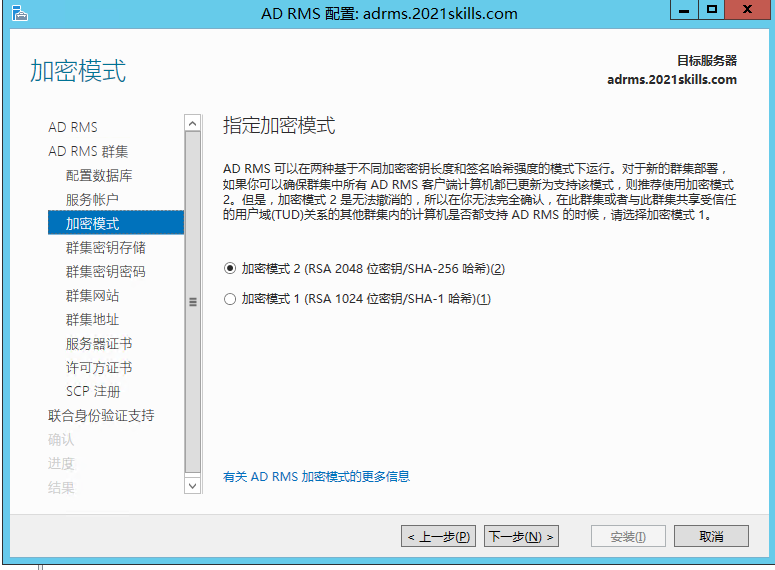 AD RMS 配置: adrms.2021skills.com
加密模式
目标服务器
adrms.2021skills.com
AD RMS
AD RMS 群集
配置数据库
服务帐户
加密模式
群集密钥存储
群集密钥密码
群集网站
群集地址
服务器证书
许可方证书
SCP 注册
联合身份验证支持
确认
进度
结果
指定加密模式
AD RMS 可以在两种基于不同加密密钥长度和签名哈希强度的模式下运行。对于新的群集部署，
如果你可以确保群集中所有 AD RMS 客户端计算机都已更新为支持该模式，则推荐使用加密模式
2。但是，加密模式 2 是无法撤消的，所以在你无法完全确认，在此群集或者与此群集共享受信任
的用户域(TUD)关系的其他群集内的计算机是否都支持 AD RMS 的时候，请选择加密模式 1。
加密模式 2 (RSA 2048 位密钥/SHA-256 哈希)(2)
加密模式 1 (RSA 1024 位密钥/SHA-1 哈希)(1)
有关 AD RMS 加密模式的更多信息
< 上一步(P)
下一步(N) >
安装(I)
取消